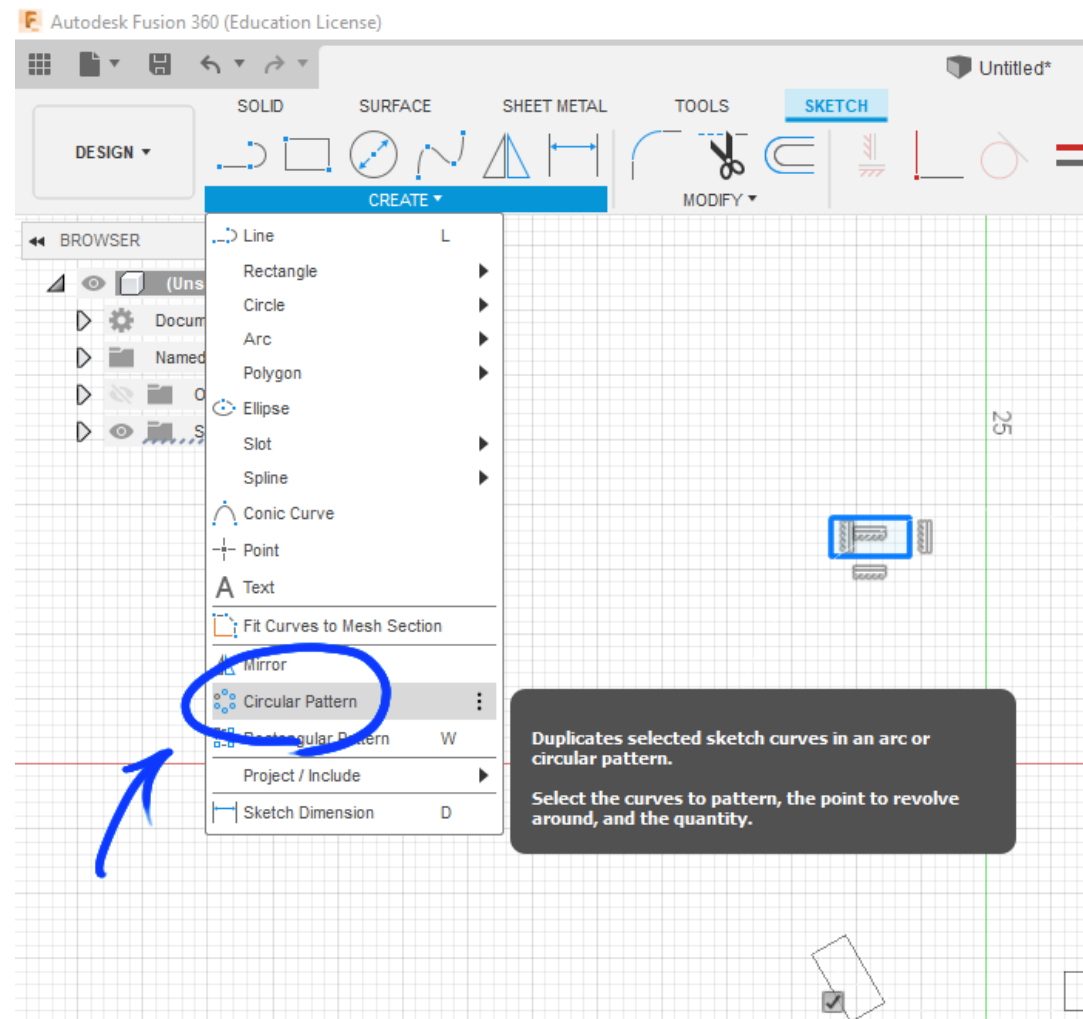 Autodesk Fusion 360 (Education License)
Untitled*
SOLID SURFACE SHEET METAL TOOLS SKETCH
DESIGN
CREATE MODIFY
BROWSER
(Uns
Docum
Named
O
S
Line L
Rectangle
Circle
Arc
Polygon
Ellipse
Slot
Spline
Conic Curve
Point
Text
Fit Curves to Mesh Section
Mirror
Circular Pattern
Rectangular Pattern W
Project / Include
Sketch Dimension D
25
Duplicates selected sketch curves in an arc or
circular pattern.
Select the curves to pattern, the point to revolve
around, and the quantity.